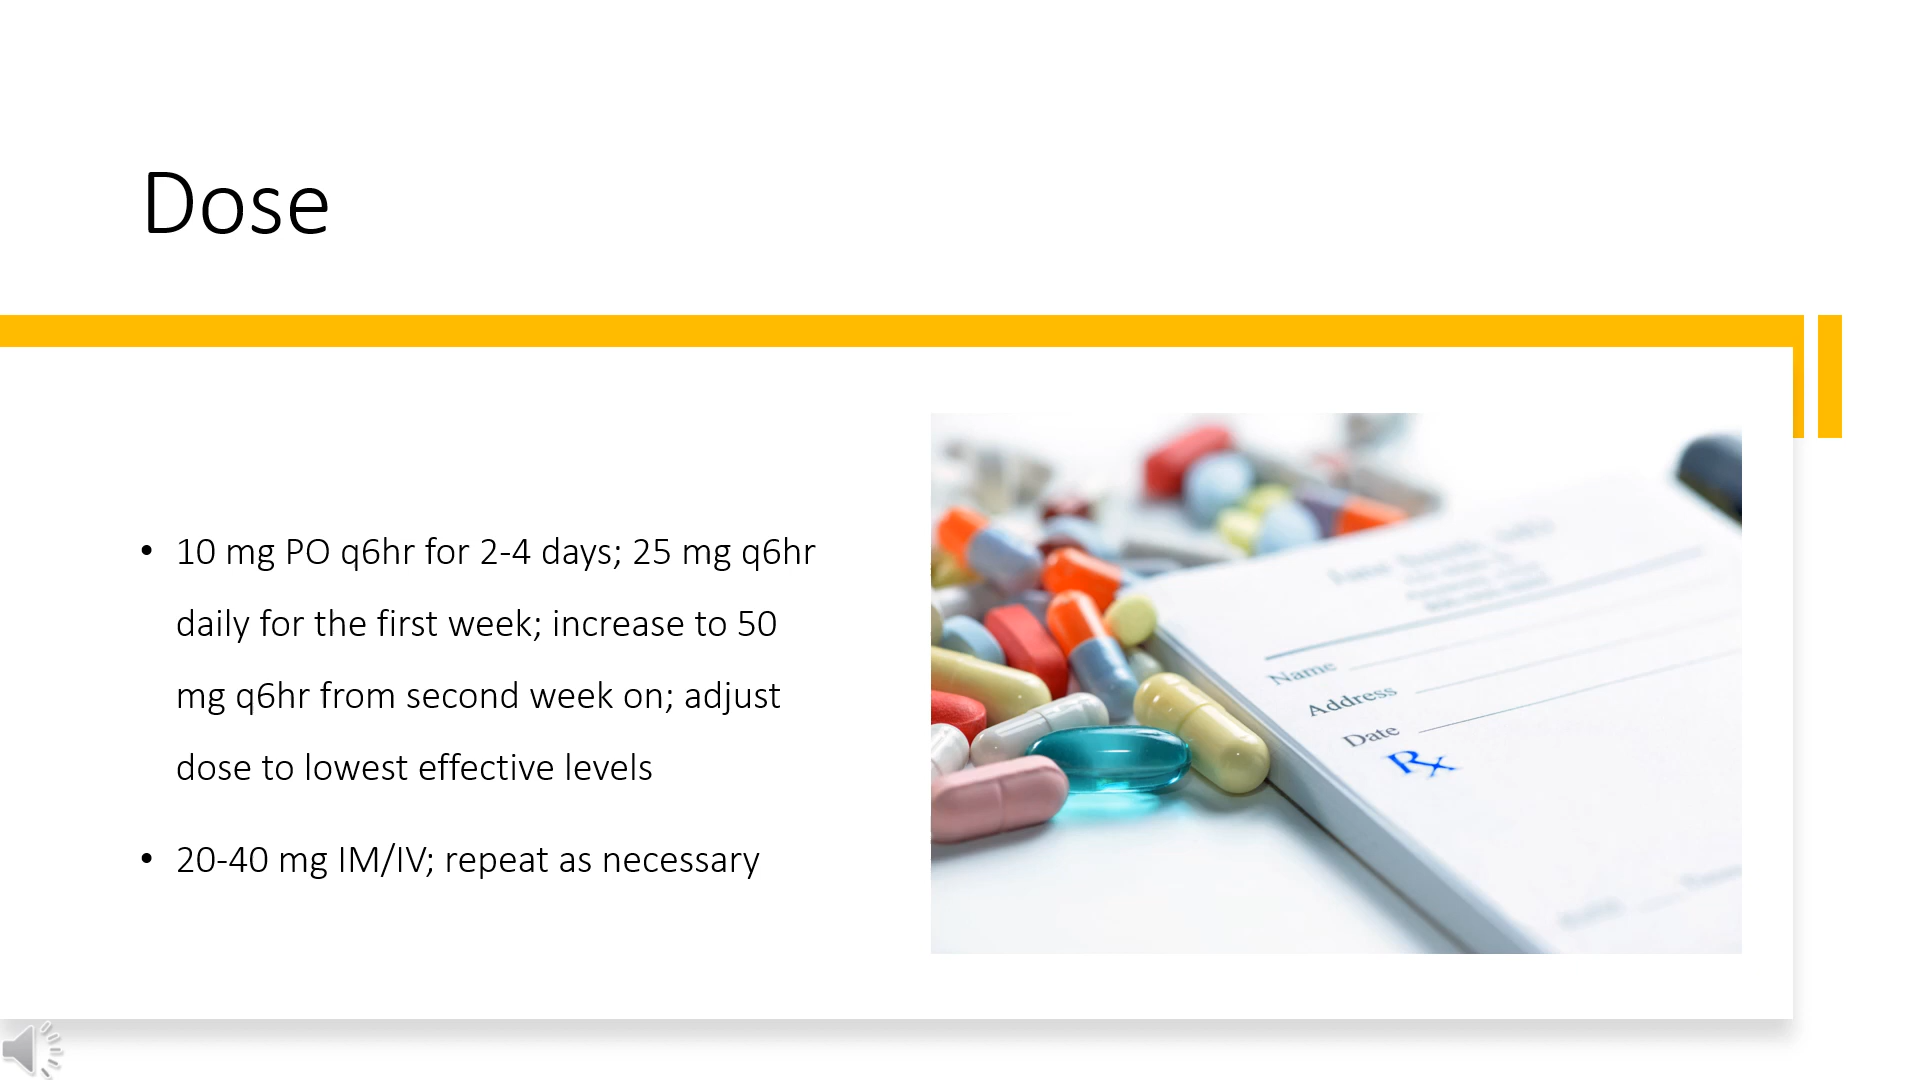 Dose
• 10 mg PO q6hr for 2-4 days; 25 mg q6hr
daily for the first week; increase to 50
mg q6hr from second week on; adjust
dose to lowest effective levels
• 20-40 mg IM/IV; repeat as necessary
Name
Address
Date
Rx